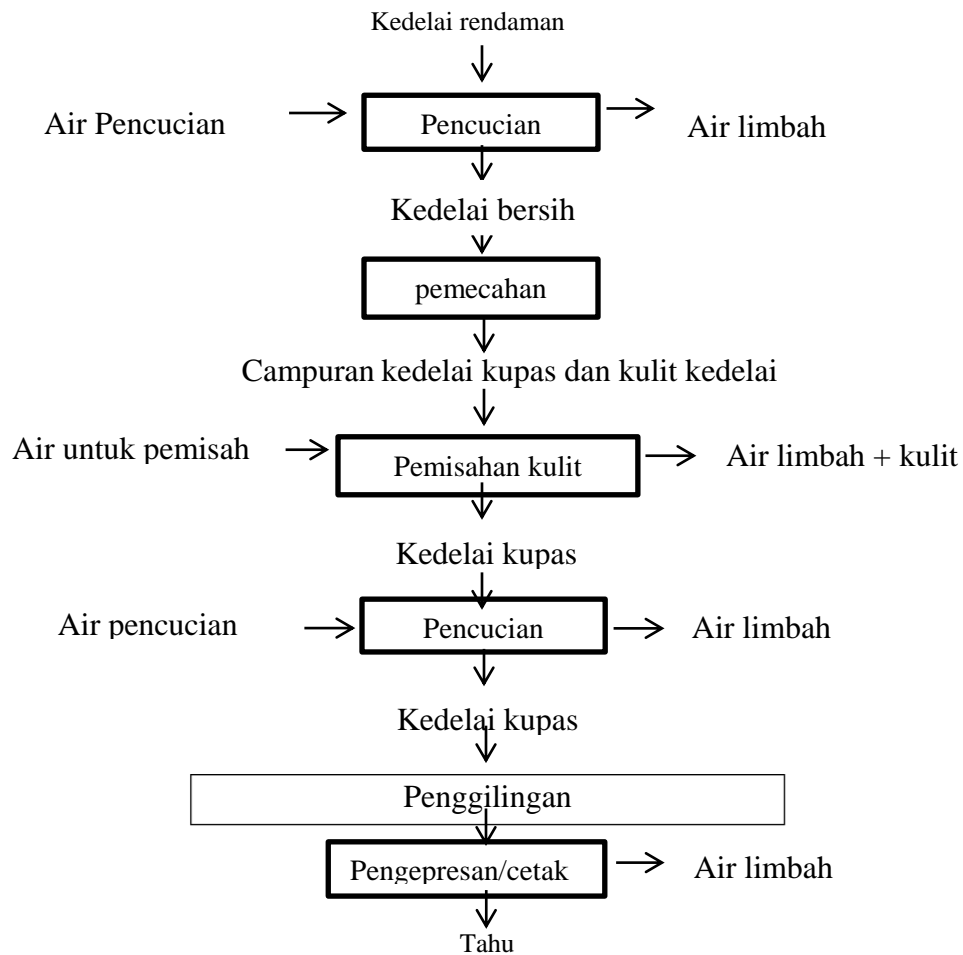 Kedelai rendaman
Air Pencucian
Pencucian
Air limbah
Kedelai bersih
pemecahan
Campuran kedelai kupas dan kulit kedelai
Air untuk pemisah
Pemisahan kulit
Air limbah + kulit
Kedelai kupas
Air pencucian
Pencucian
Air limbah
Kedelai kupas
Penggilingan
Pengepresan/cetak
Air limbah
Tahu